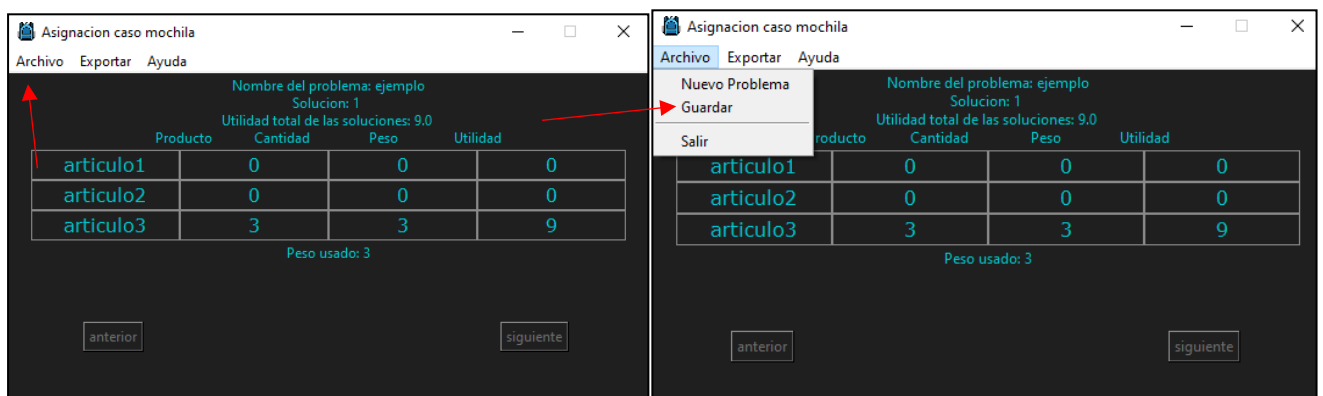 Asignacion caso mochila
Archivo Exportar Ayuda
Nombre del problema: ejemplo
Solucion: 1
Utilidad total de las soluciones: 9.0
Producto Cantidad Peso Utilidad
articulo1 0 0 0
articulo2 0 0 0
articulo3 3 3 9
Peso usado: 3
anterior siguiente
Asignacion caso mochila
Archivo Exportar Ayuda
Nuevo Problema
Guardar
Salir
Nombre del problema: ejemplo
Solucion: 1
Utilidad total de las soluciones: 9.0
roducto Cantidad Peso Utilidad
articulo1 0 0 0
articulo2 0 0 0
articulo3 3 3 9
Peso usado: 3
anterior siguiente